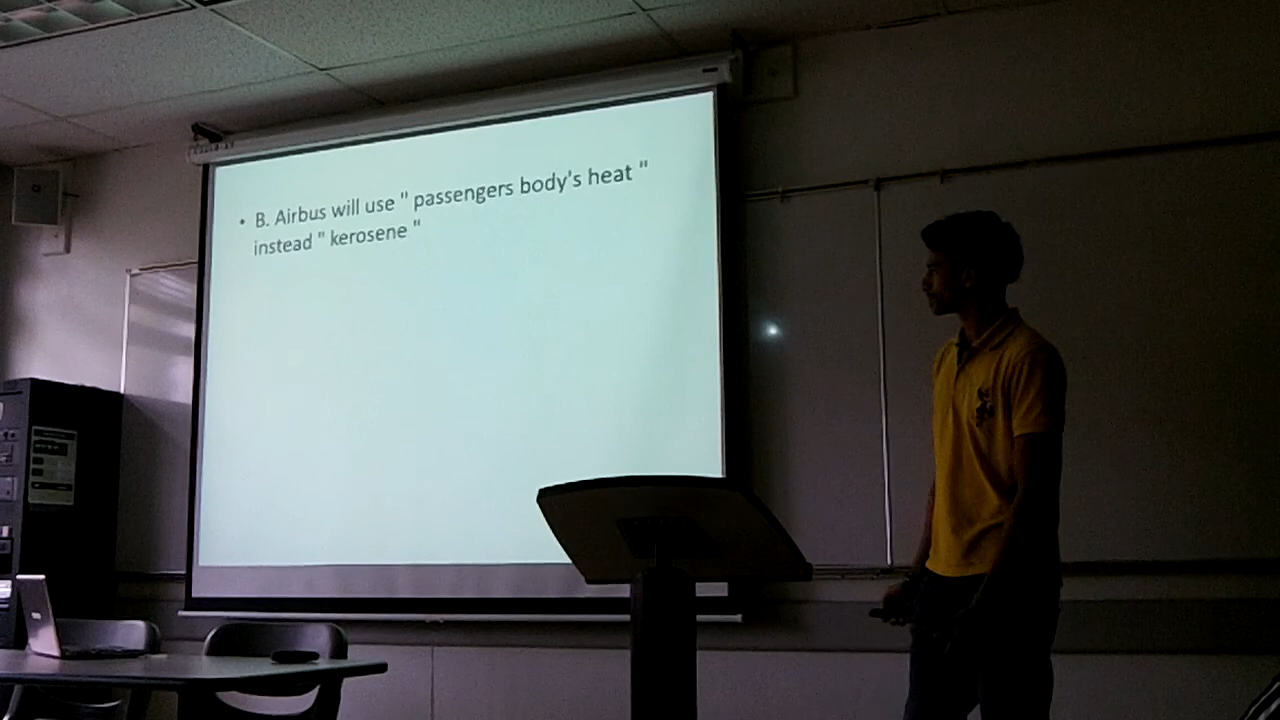 • B. Airbus will use " passengers body's heat "
instead " kerosene "